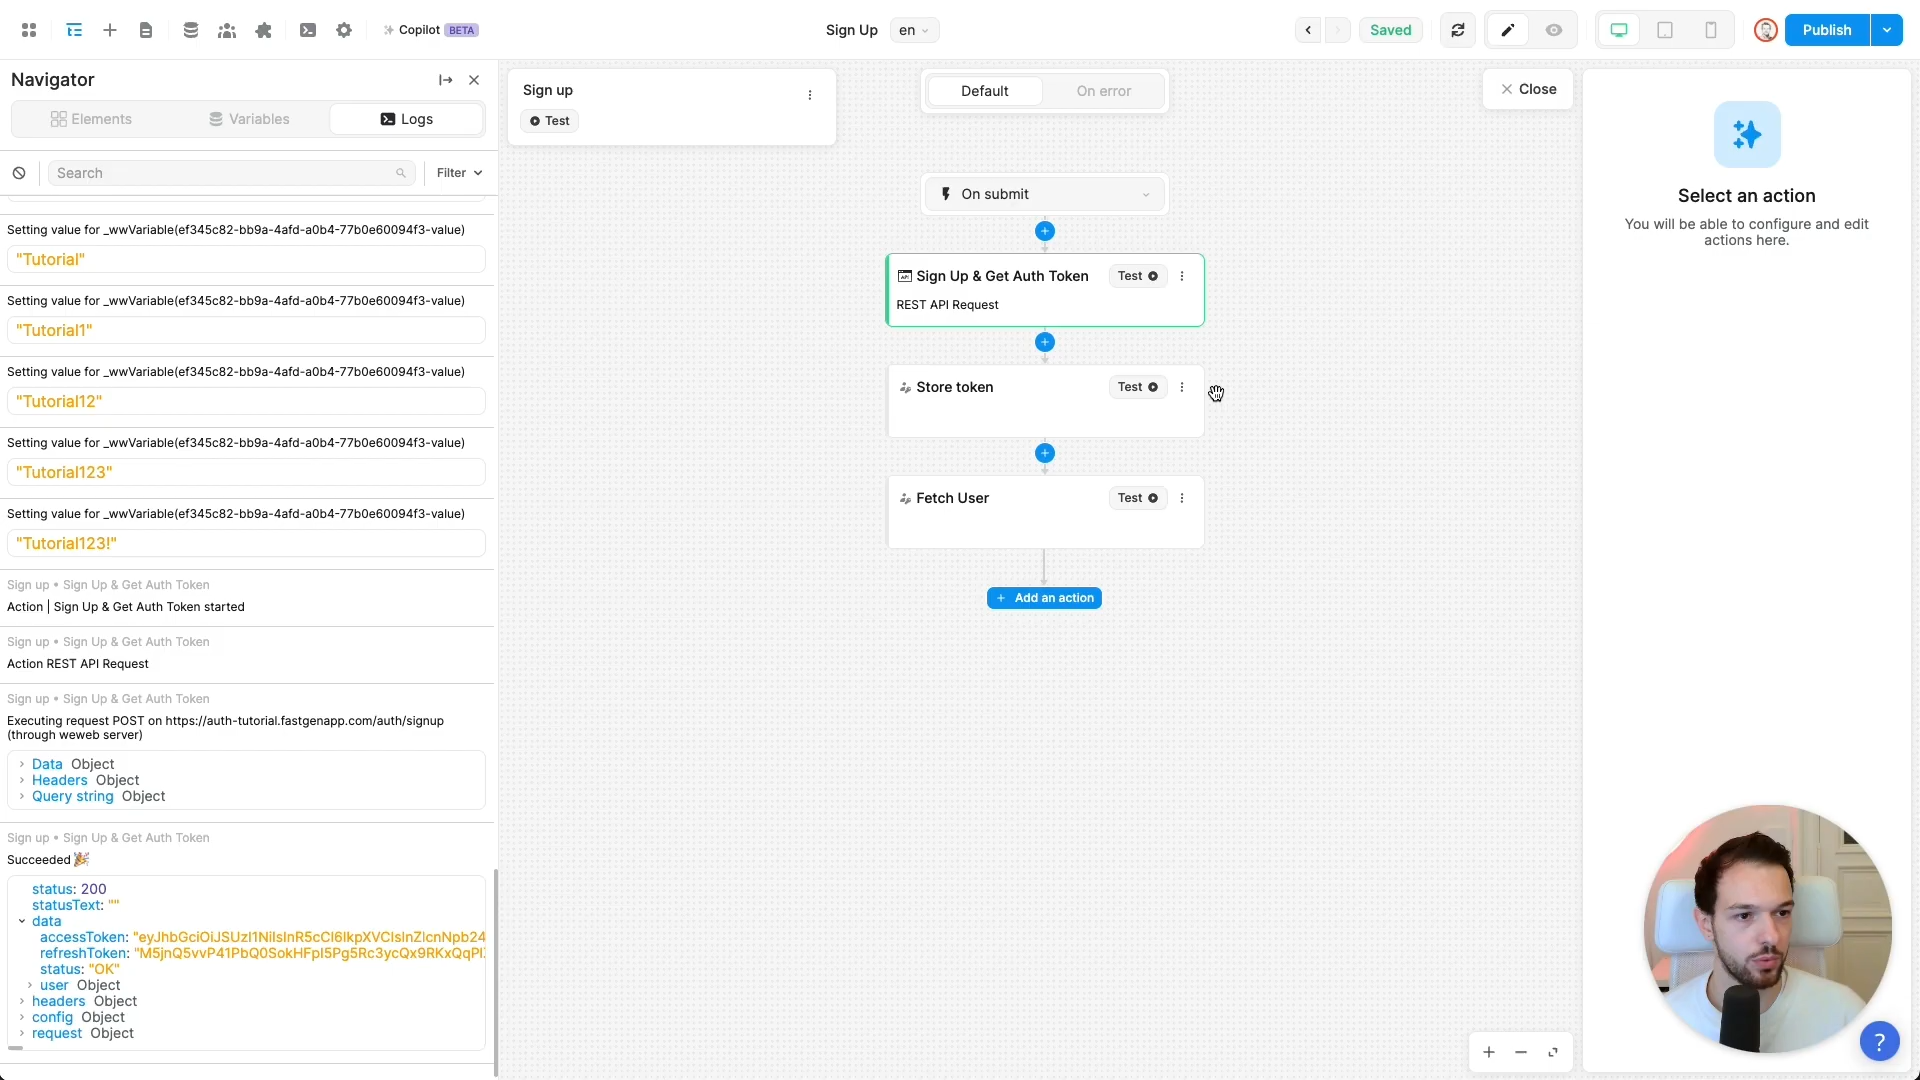 Copilot BETA
Sign Up en
Saved
Publish
Navigator
Elements Variables Logs
Search
Filter
Setting value for _wwVariable(ef345c82-bb9a-4afd-a0b4-77b0e60094f3-value)
"Tutorial"
Setting value for _wwVariable(ef345c82-bb9a-4afd-a0b4-77b0e60094f3-value)
"Tutorial1"
Setting value for _wwVariable(ef345c82-bb9a-4afd-a0b4-77b0e60094f3-value)
"Tutorial12"
Setting value for _wwVariable(ef345c82-bb9a-4afd-a0b4-77b0e60094f3-value)
"Tutorial123"
Setting value for _wwVariable(ef345c82-bb9a-4afd-a0b4-77b0e60094f3-value)
"Tutorial123!"
Sign up • Sign Up & Get Auth Token
Action | Sign Up & Get Auth Token started
Sign up • Sign Up & Get Auth Token
Action REST API Request
Sign up • Sign Up & Get Auth Token
Executing request POST on https://auth-tutorial.fastgenapp.com/auth/signup
(through weweb server)
Data Object
Headers Object
Query string Object
Sign up • Sign Up & Get Auth Token
Succeeded 🎉
status: 200
statusText: ""
data
accessToken:
refreshToken:
status: "OK"
user Object
headers Object
config Object
request Object
Sign up
Test
Default On error
On submit
Sign Up & Get Auth Token Test
REST API Request
Store token Test
Fetch User Test
+ Add an action
Close
Select an action
You will be able to configure and edit
actions here.
?